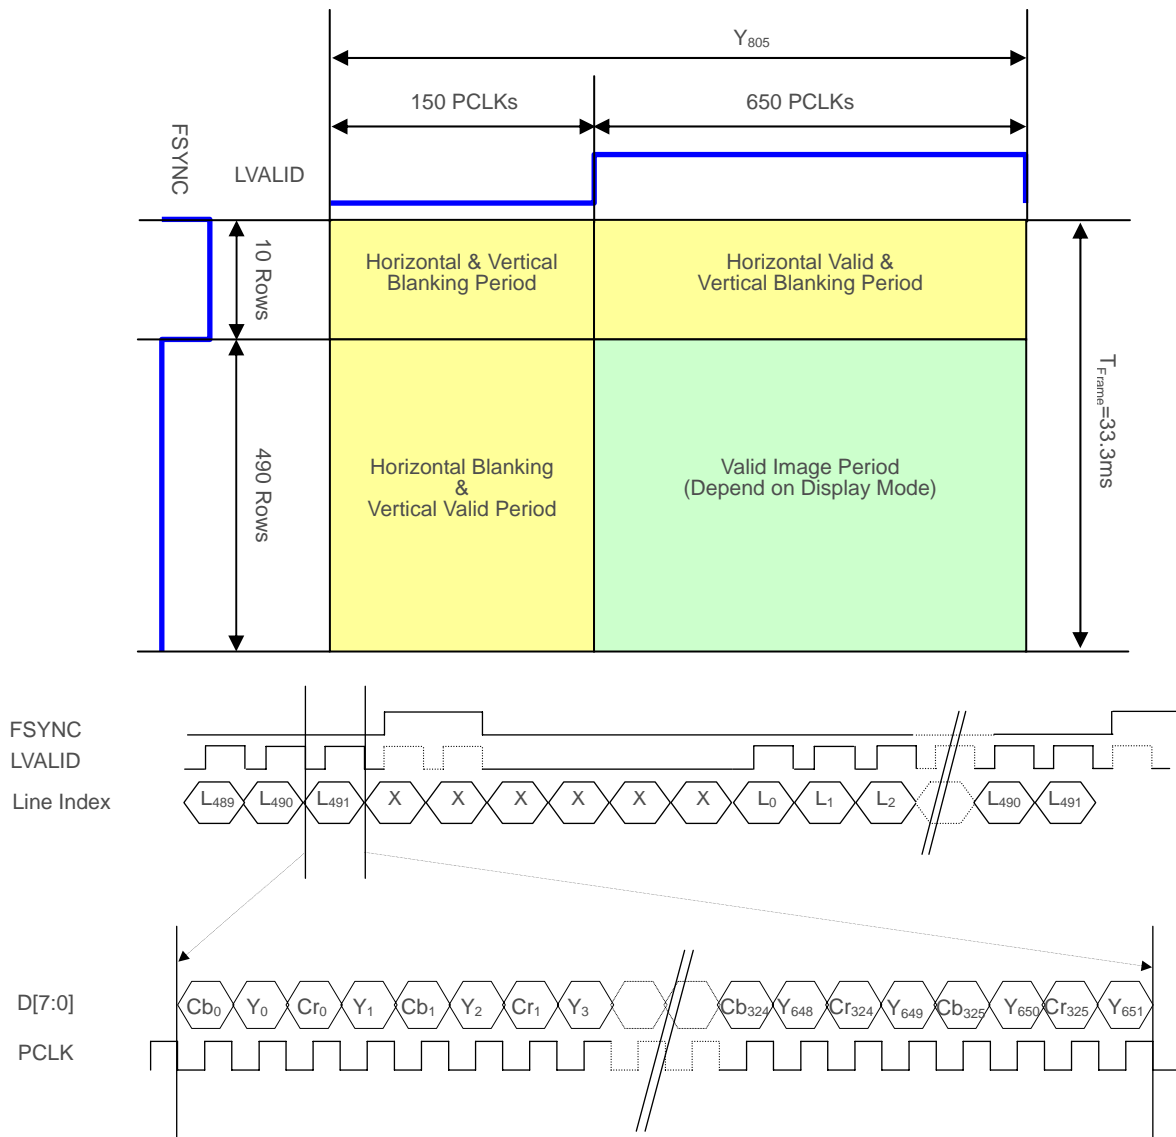 Y805
150 PCLKs
650 PCLKs
FSYNC
LVALID
10 Rows
Horizontal & Vertical
Blanking Period
Horizontal Valid &
Vertical Blanking Period
490 Rows
Horizontal Blanking
&
Vertical Valid Period
Valid Image Period
(Depend on Display Mode)
TFrame=33.3ms
FSYNC
LVALID
Line Index
L489 L490 L491 X X X X X X L0 L1 L2 L490 L491
D[7:0]
Cb0 Y0 Cr0 Y1 Cb1 Y2 Cr1 Y3 Cb324 Y648 Cr324 Y649 Cb325 Y650 Cr325 Y651
PCLK